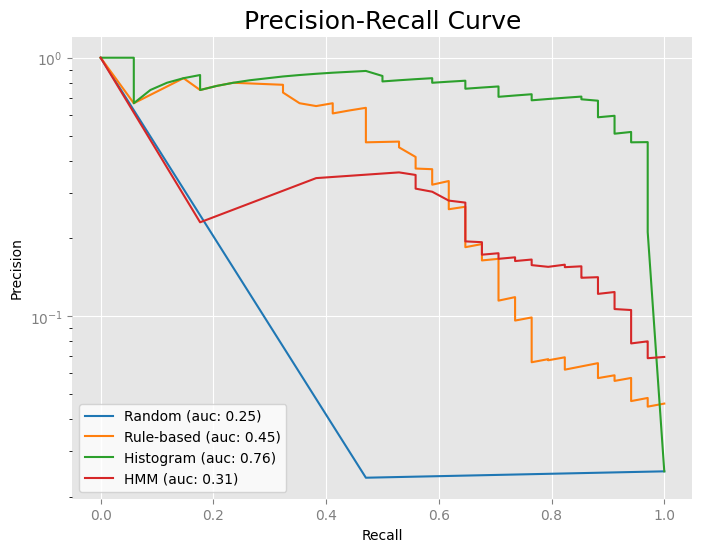 Precision-Recall Curve
Precision
10⁰
10⁻¹
Random (auc: 0.25)
Rule-based (auc: 0.45)
Histogram (auc: 0.76)
HMM (auc: 0.31)
0.0 0.2 0.4 0.6 0.8 1.0
Recall